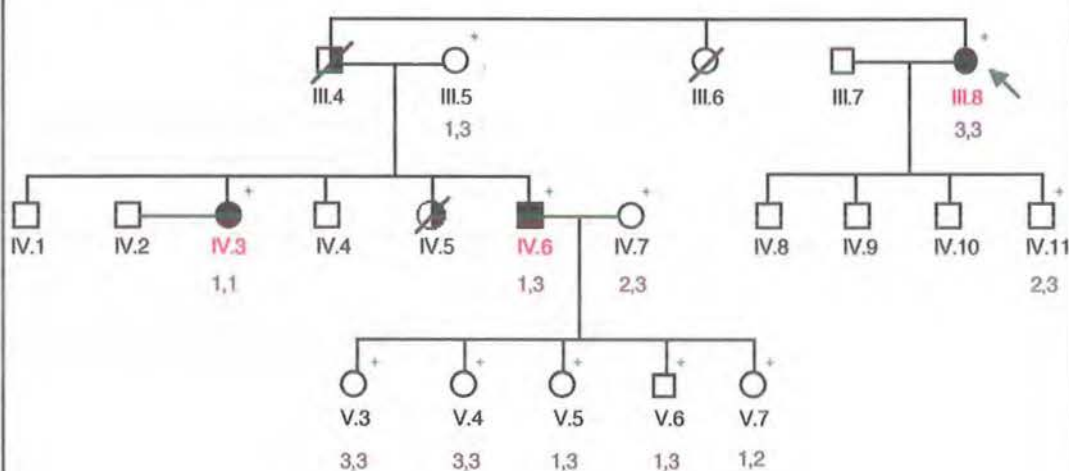 + +
III.4 III.5 III.6 III.7 III.8
1,3 3,3
+ + + +
IV.1 IV.2 IV.3 IV.4 IV.5 IV.6 IV.7 IV.8 IV.9 IV.10 IV.11
1,1 1,3 2,3 2,3
+ + + + +
V.3 V.4 V.5 V.6 V.7
3,3 3,3 1,3 1,3 1,2